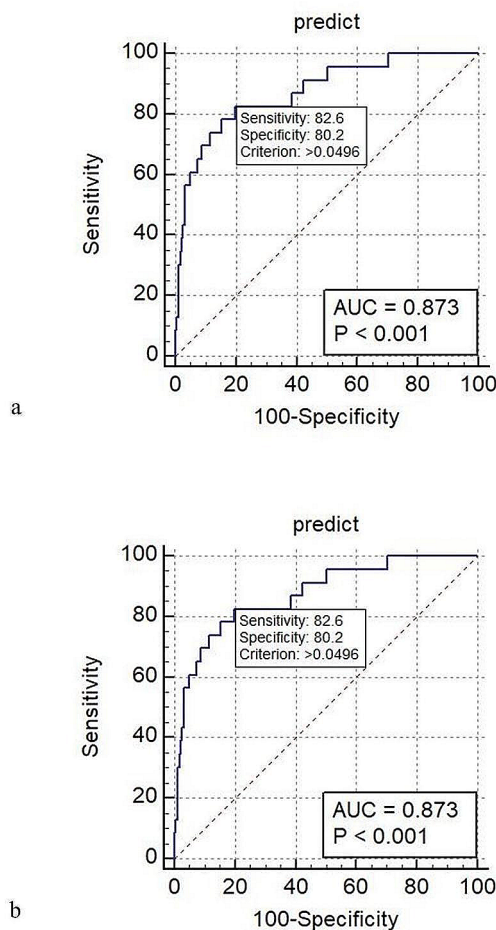 predict
100
80
60
40
20
0
Sensitivity
Sensitivity: 82.6
Specificity: 80.2
Criterion: >0.0496
AUC = 0.873
P < 0.001
0 20 40 60 80 100
100-Specificity
a
predict
100
80
60
40
20
0
Sensitivity
Sensitivity: 82.6
Specificity: 80.2
Criterion: >0.0496
AUC = 0.873
P < 0.001
0 20 40 60 80 100
100-Specificity
b